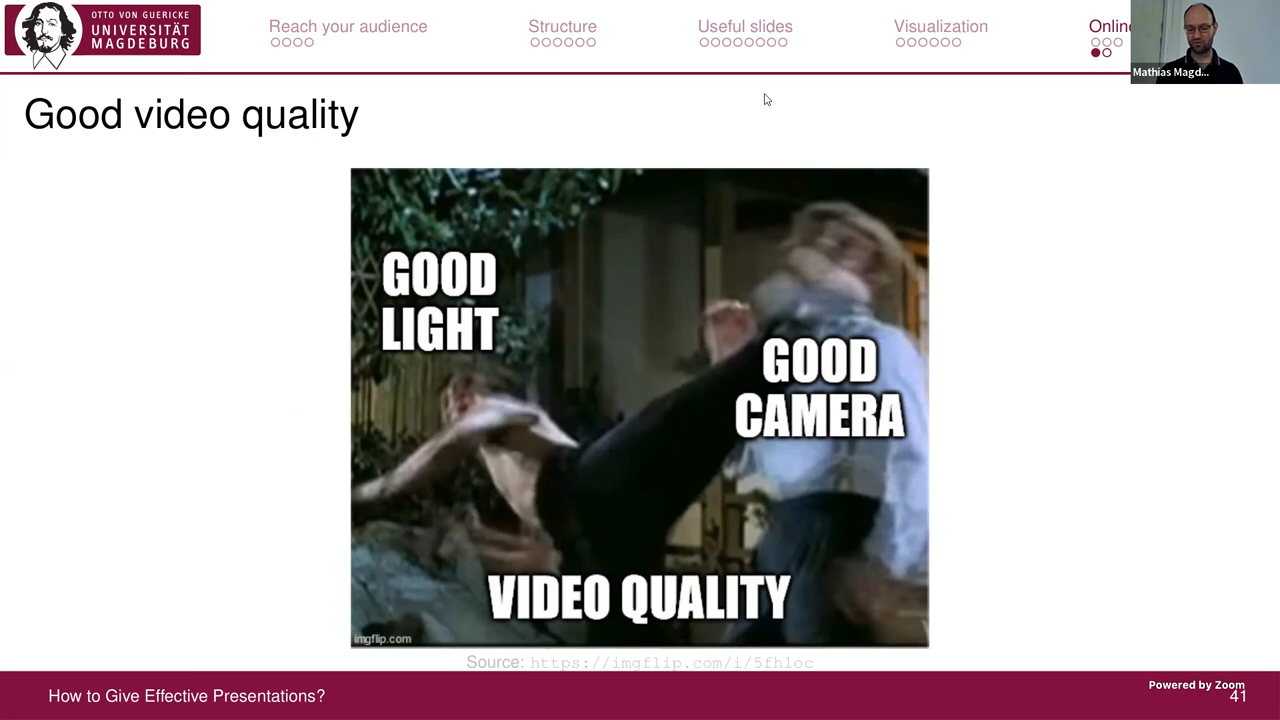 OTTO VON GUERICKE
UNIVERSITÄT
MAGDEBURG
Reach your audience
Structure
Useful slides
Visualization
Online
Mathias Magd...
Good video quality
GOOD
LIGHT
GOOD
CAMERA
VIDEO QUALITY
imgflip.com
Source: https://imgflip.com/i/5fhloc
How to Give Effective Presentations?
Powered by Zoom
41